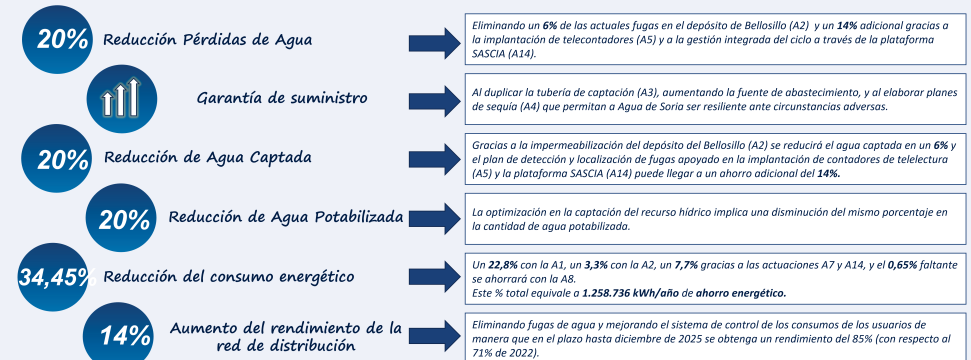 20%
Reducción Pérdidas de Agua
Eliminando un 6% de las actuales fugas en el depósito de Bellosillo (A2) y un 14% adicional gracias a
la implantación de telecontadores (A5) y a la gestión integrada del ciclo a través de la plataforma
SASCIA (A14).
Garantía de suministro
Al duplicar la tubería de captación (A3), aumentando la fuente de abastecimiento, y al elaborar planes
de sequía (A4) que permitan a Agua de Soria ser resiliente ante circunstancias adversas.
20%
Reducción de Agua Captada
Gracias a la impermeabilización del depósito del Bellosillo (A2) se reducirá el agua captada en un 6% y
el plan de detección y localización de fugas apoyado en la implantación de contadores de telelectura
(A5) y la plataforma SASCIA (A14) puede llegar a un ahorro adicional del 14%.
20%
Reducción de Agua Potabilizada
La optimización en la captación del recurso hídrico implica una disminución del mismo porcentaje en
la cantidad de agua potabilizada.
34,45%
Reducción del consumo energético
Un 22,8% con la A1, un 3,3% con la A2, un 7,7% gracias a las actuaciones A7 y A14, y el 0,65% faltante
se ahorrará con la A8.
Este % total equivale a 1.258.736 kWh/año de ahorro energético.
14%
Aumento del rendimiento de la
red de distribución
Eliminando fugas de agua y mejorando el sistema de control de los consumos de los usuarios de
manera que en el plazo hasta diciembre de 2025 se obtenga un rendimiento del 85% (con respecto al
71% de 2022).